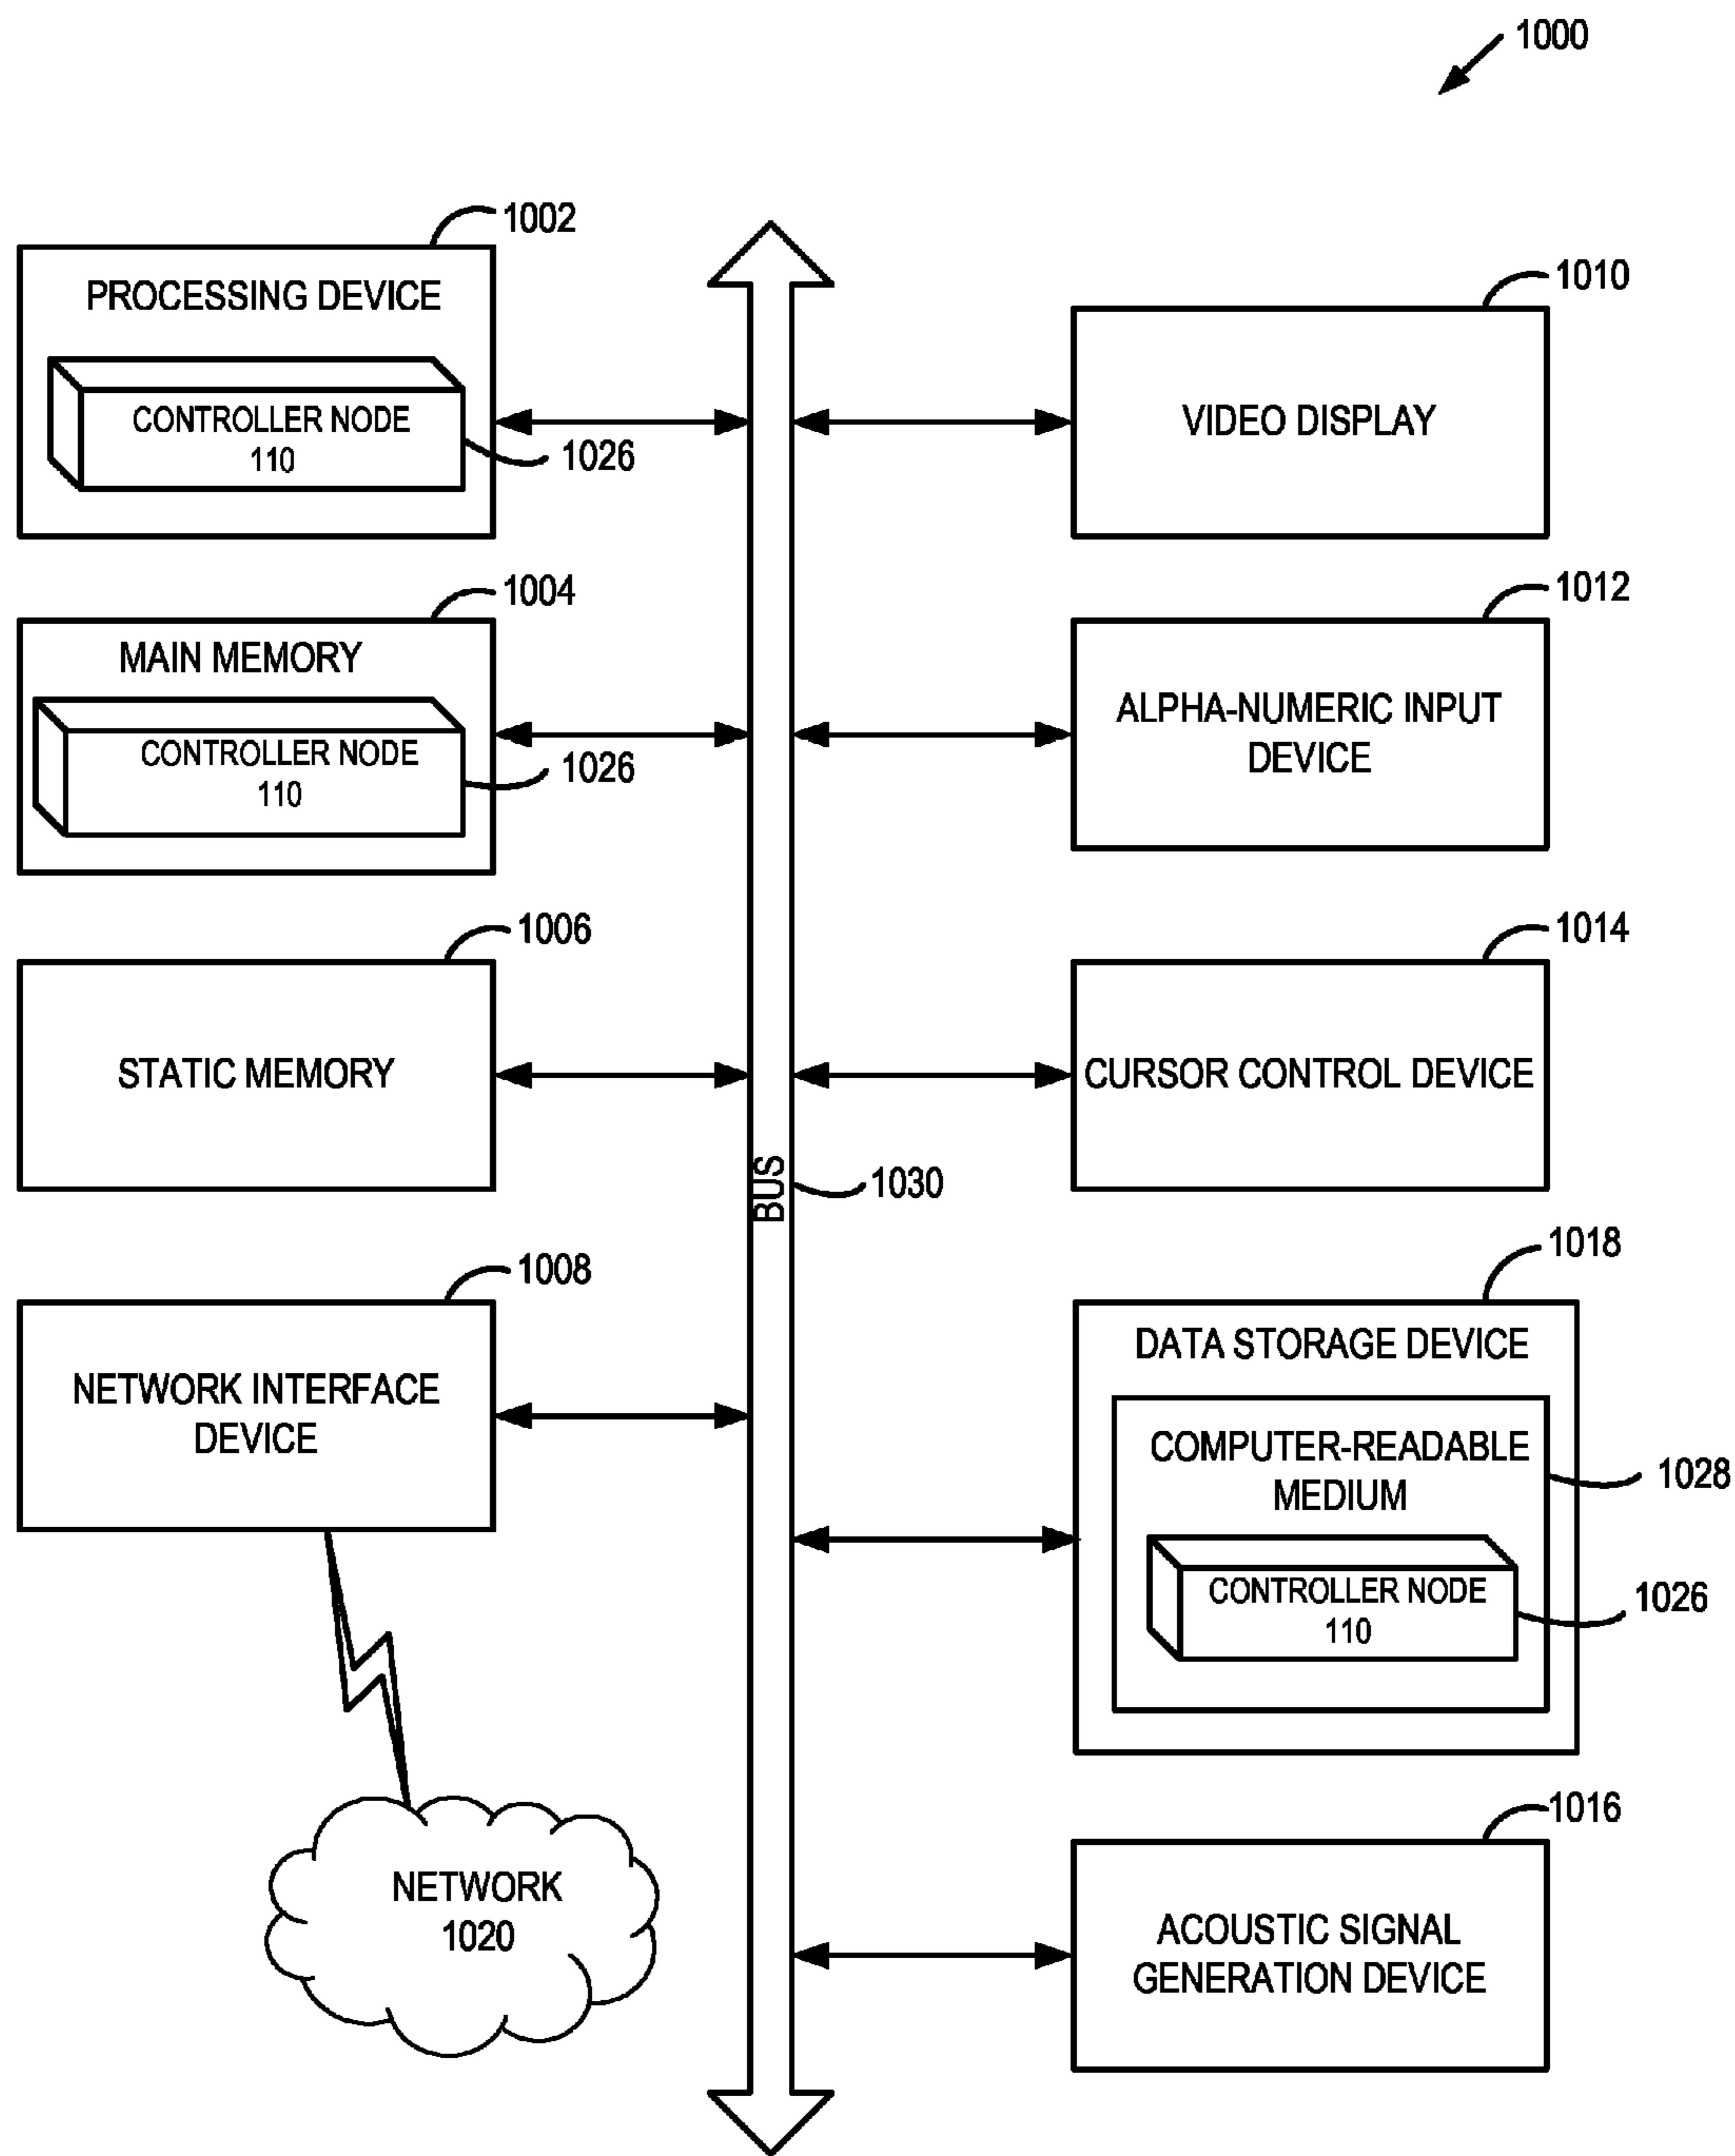 1000
1002
PROCESSING DEVICE
CONTROLLER NODE
110
1026
1004
MAIN MEMORY
CONTROLLER NODE
110
1026
1006
STATIC MEMORY
1008
NETWORK INTERFACE
DEVICE
NETWORK
1020
BUS
1030
1010
VIDEO DISPLAY
1012
ALPHA-NUMERIC INPUT
DEVICE
1014
CURSOR CONTROL DEVICE
1018
DATA STORAGE DEVICE
COMPUTER-READABLE
MEDIUM
1028
CONTROLLER NODE
110
1026
1016
ACOUSTIC SIGNAL
GENERATION DEVICE